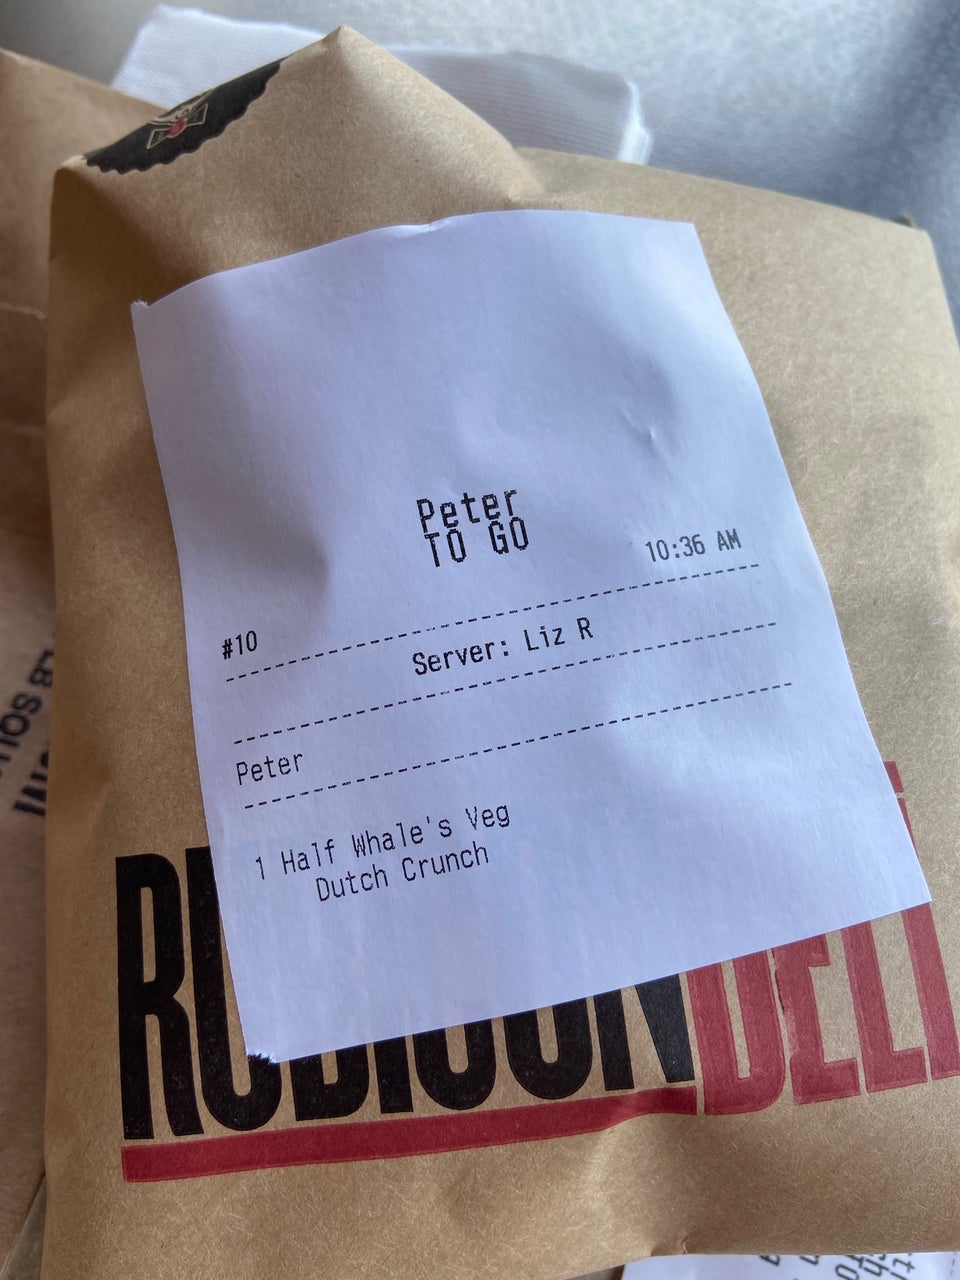 Peter
TO GO
10:36 AM
#10
Server: Liz R
Peter
1 Half Whale's Veg
Dutch Crunch
RUBICON DELI